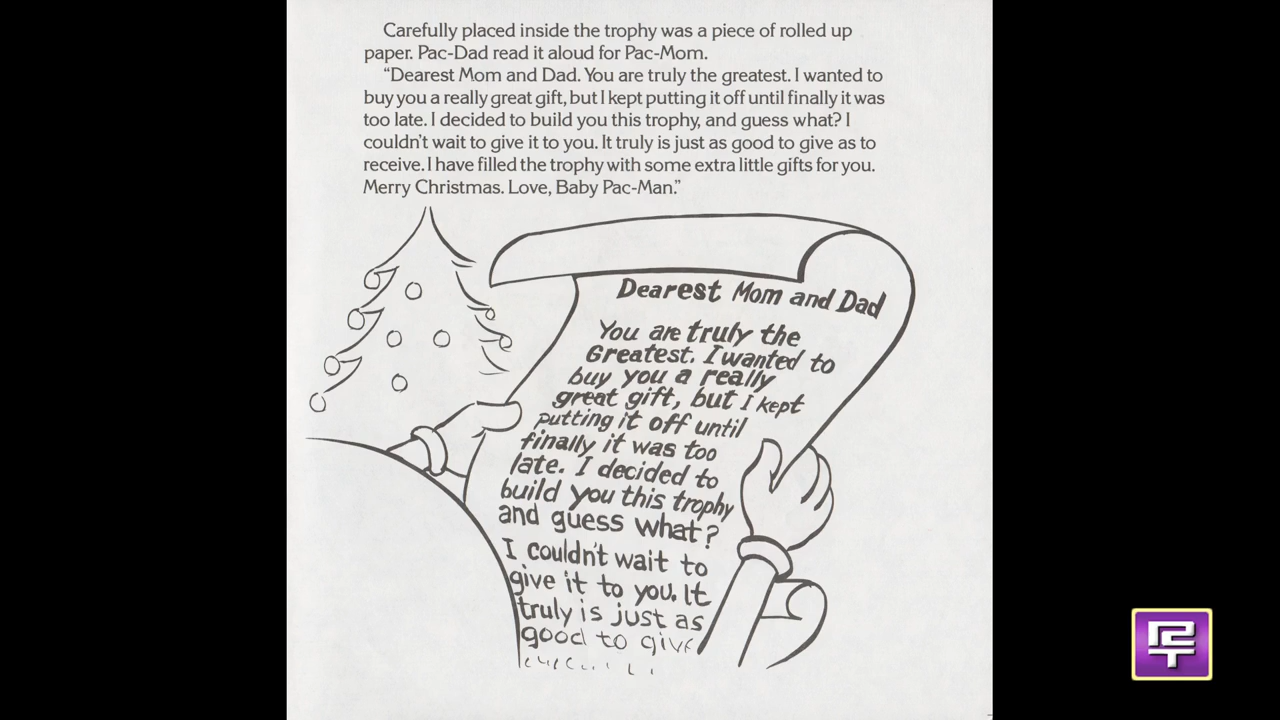 Carefully placed inside the trophy was a piece of rolled up
paper. Pac-Dad read it aloud for Pac-Mom.
“Dearest Mom and Dad. You are truly the greatest. I wanted to
buy you a really great gift, but I kept putting it off until finally it was
too late. I decided to build you this trophy, and guess what? I
couldn't wait to give it to you. It truly is just as good to give as to
receive. I have filled the trophy with some extra little gifts for you.
Merry Christmas. Love, Baby Pac-Man.”
Dearest Mom and Dad
You are truly the
Greatest. I wanted to
buy you a really
great gift, but I kept
putting it off until
finally it was too
late. I decided to
build you this trophy
and guess what?
I couldn't wait to
give it to you. It
truly is just as
good to give